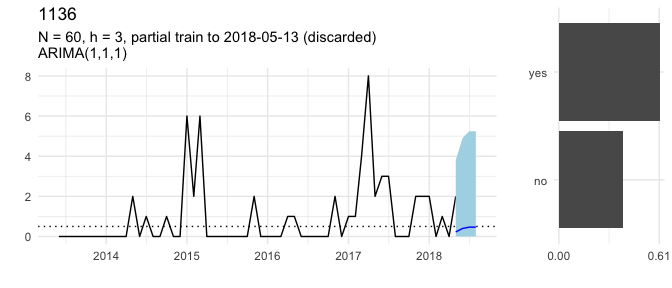 1136
N = 60, h = 3, partial train to 2018-05-13 (discarded)
ARIMA(1,1,1)
8
6
4
2
0
2014 2015 2016 2017 2018
yes
no
0.00 0.61